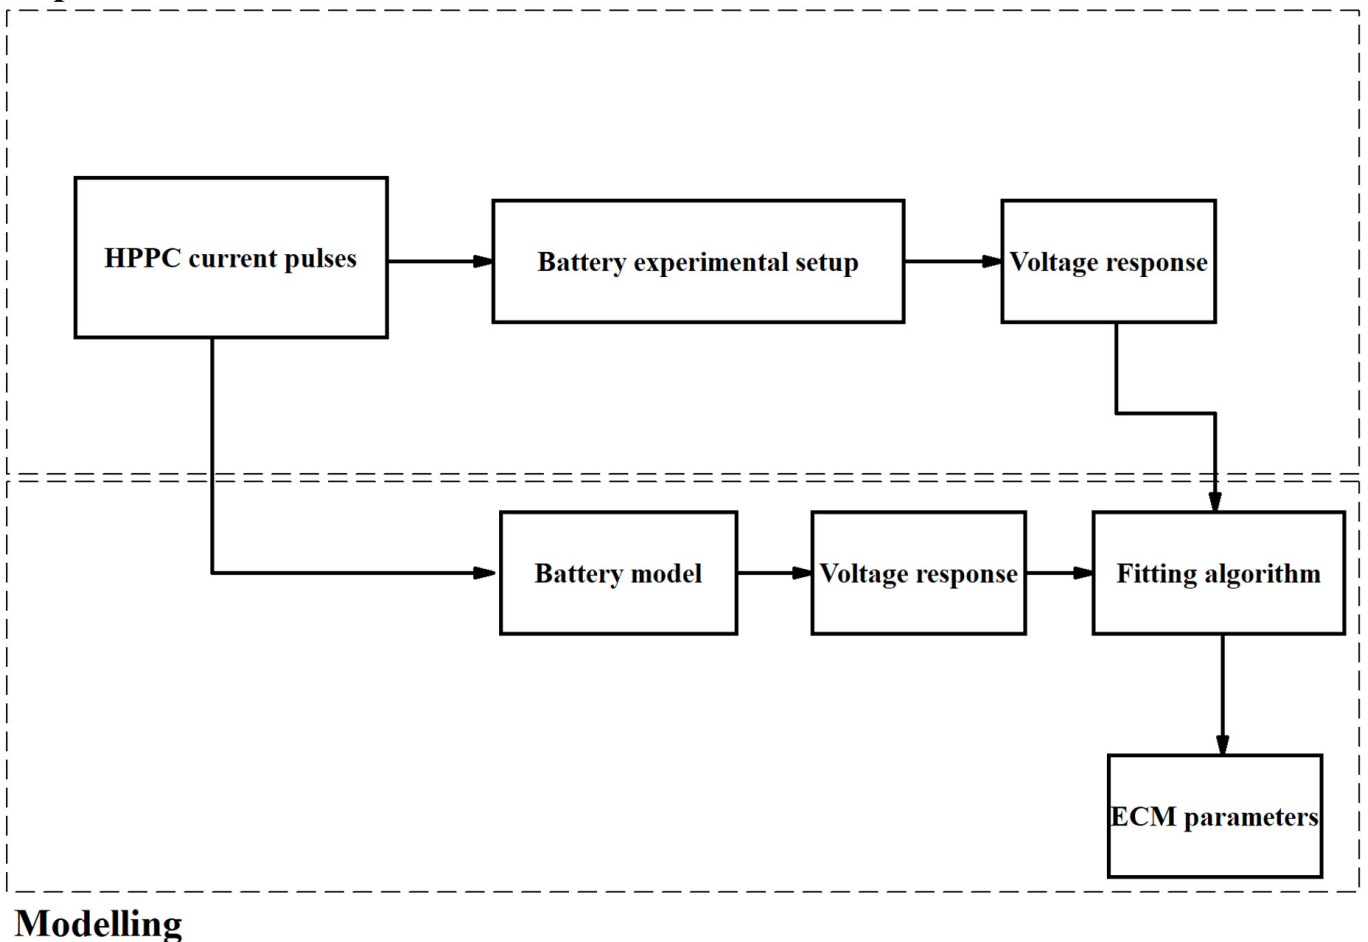 HPPC current pulses
Battery experimental setup
Voltage response
Battery model
Voltage response
Fitting algorithm
ECM parameters
Modelling